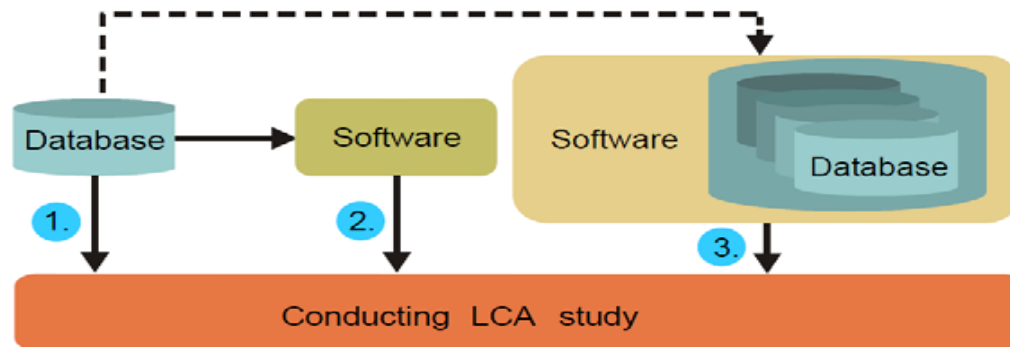 Database
Software
Software
Database
1.
2.
3.
Conducting LCA study